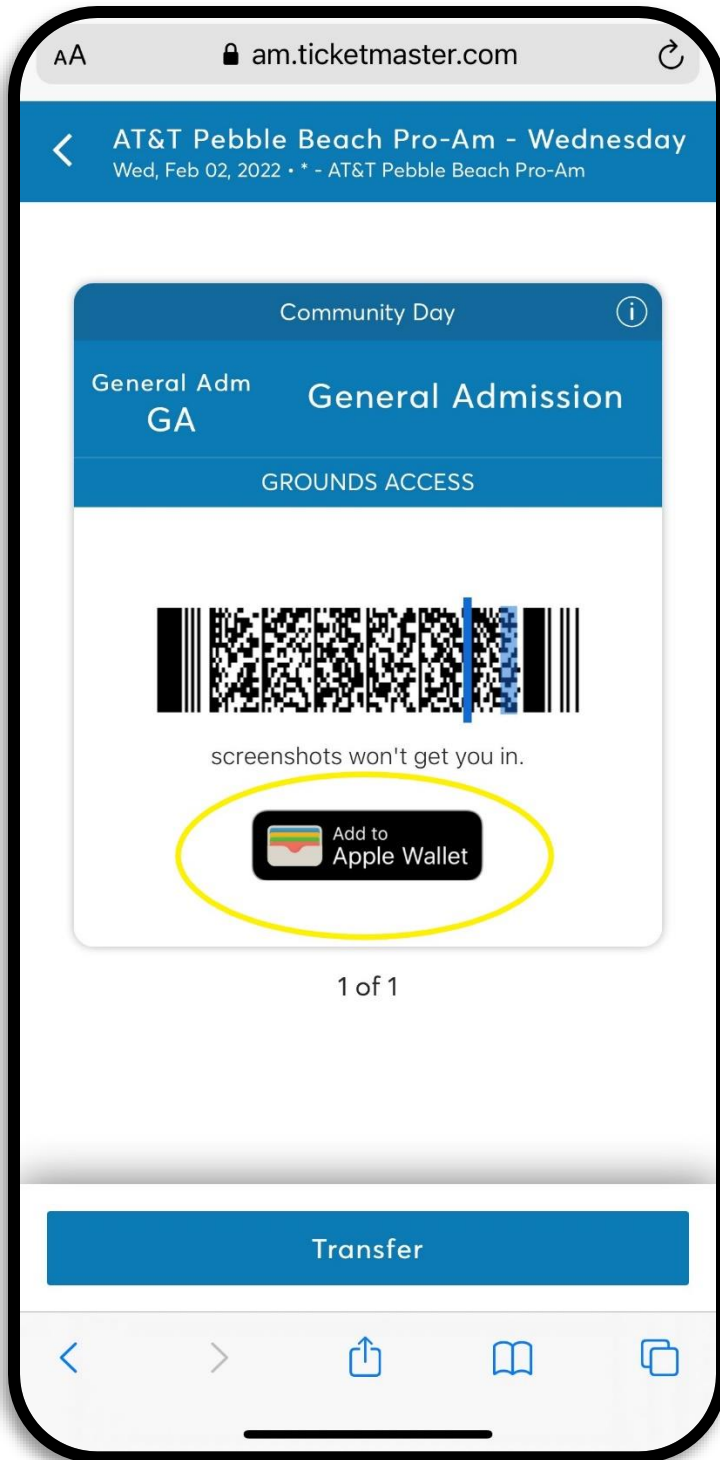 AA am.ticketmaster.com
AT&T Pebble Beach Pro-Am - Wednesday
Wed, Feb 02, 2022 • * - AT&T Pebble Beach Pro-Am
Community Day
General Adm
GA
General Admission
GROUNDS ACCESS
screenshots won't get you in.
Add to
Apple Wallet
1 of 1
Transfer